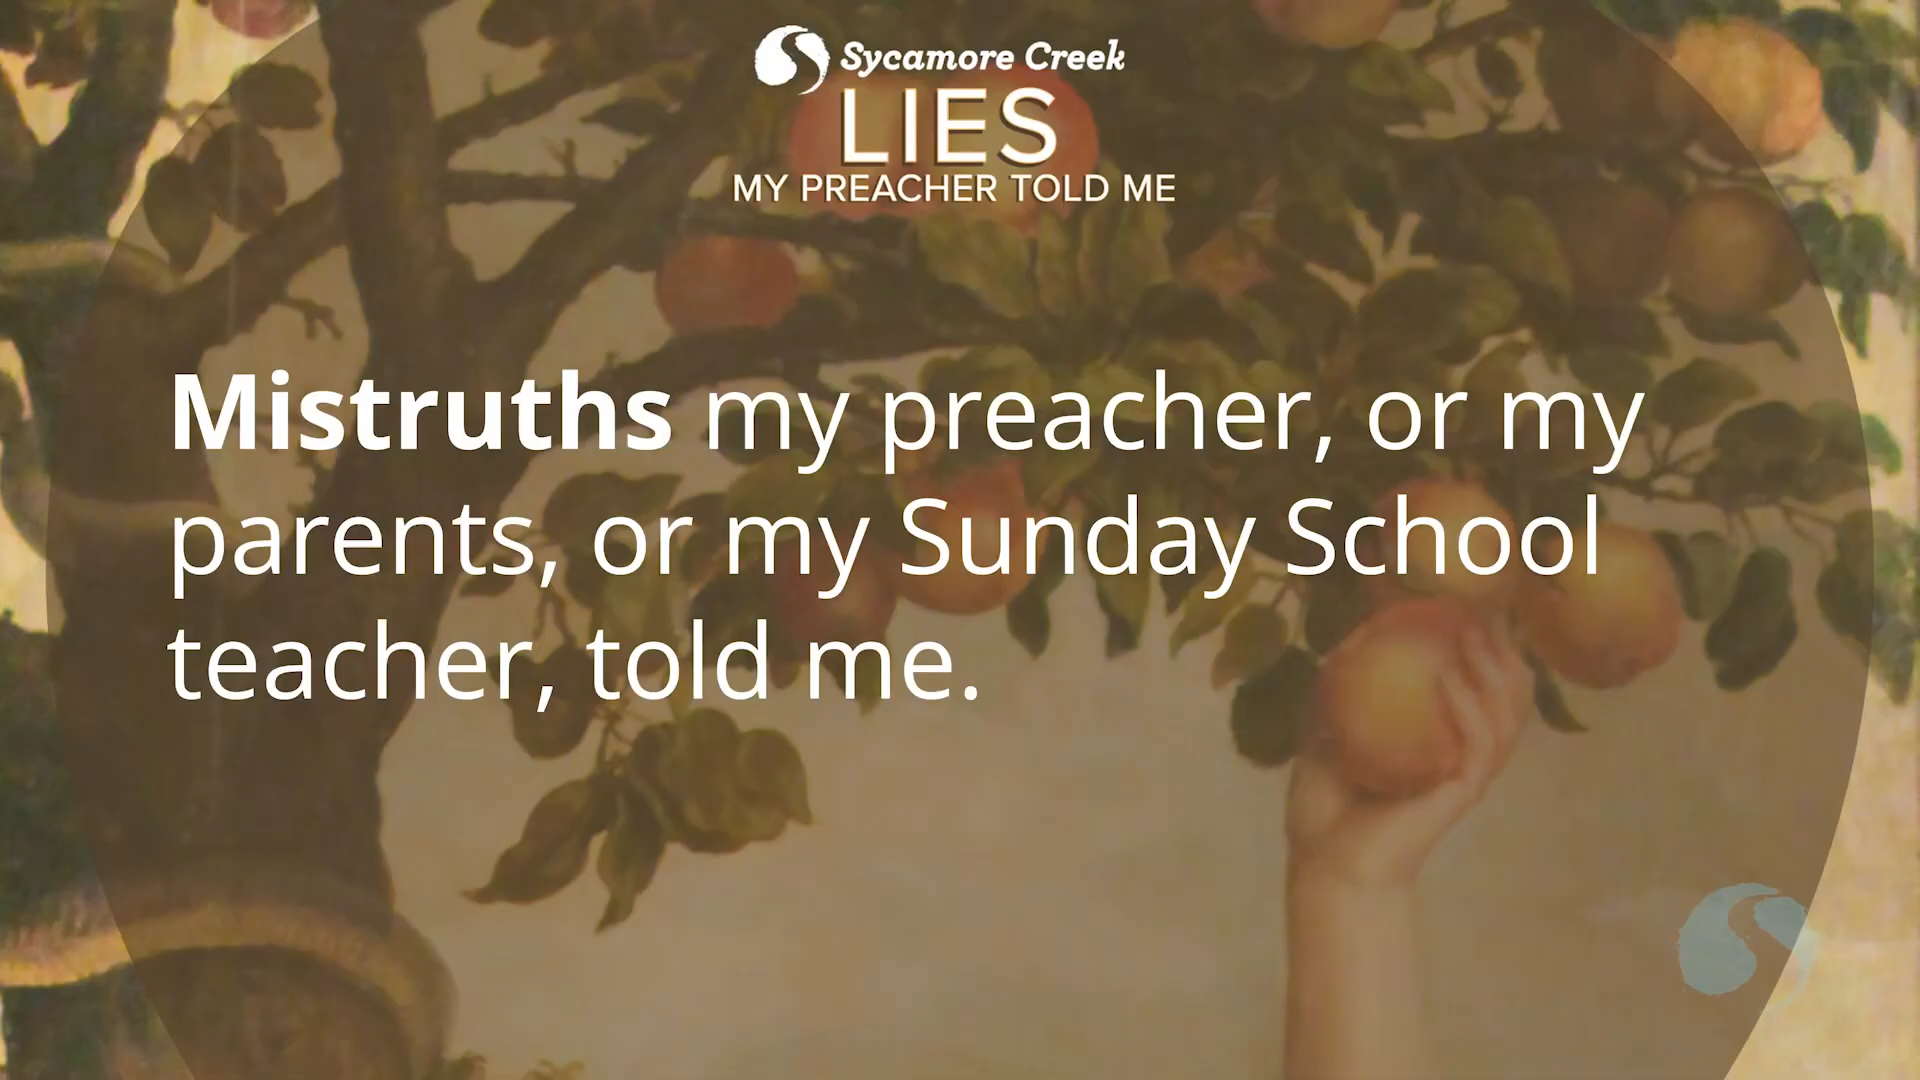 Sycamore Creek
LIES
MY PREACHER TOLD ME
Mistruths my preacher, or my
parents, or my Sunday School
teacher, told me.